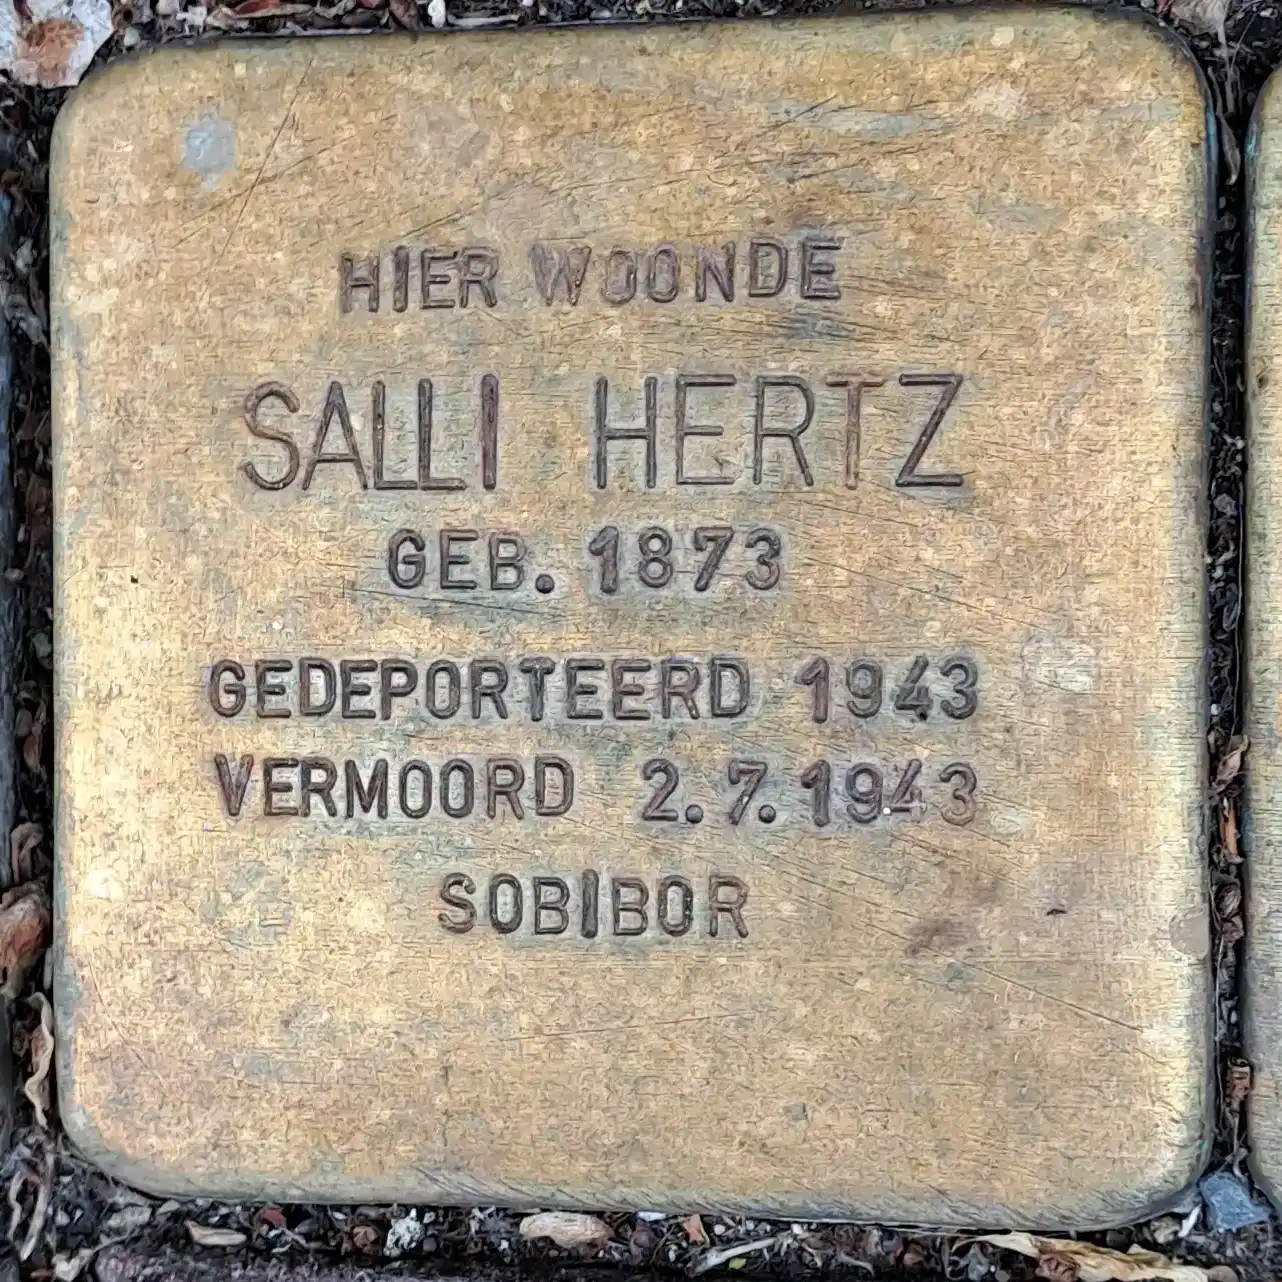 HIER WOONDE
SALLI HERTZ
GEB. 1873
GEDEPORTEERD 1943
VERMOORD 2.7.1943
SOBIBOR